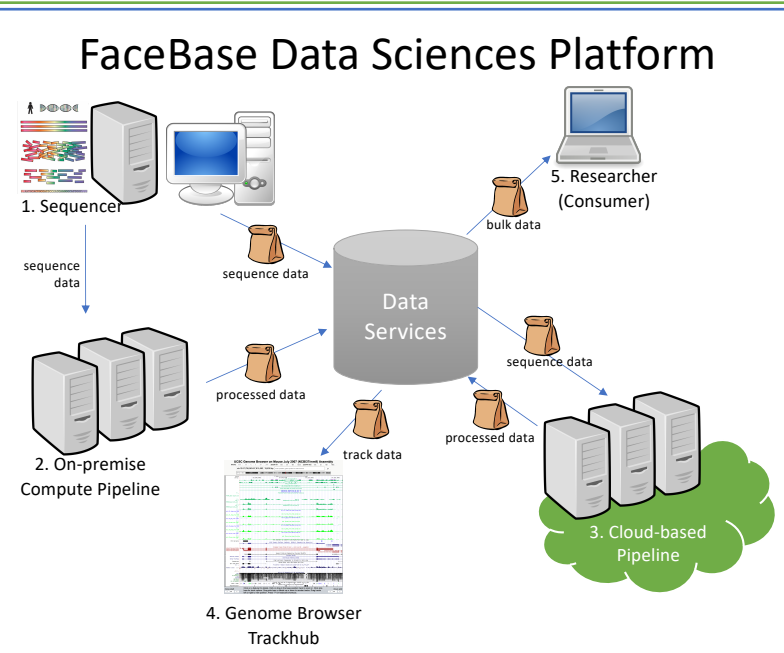 FaceBase Data Sciences Platform
1. Sequencer
5. Researcher
(Consumer)
bulk data
sequence data
sequence
data
Data
Services
sequence data
processed data
processed data
track data
2. On-premise
Compute Pipeline
3. Cloud-based
Pipeline
4. Genome Browser
Trackhub